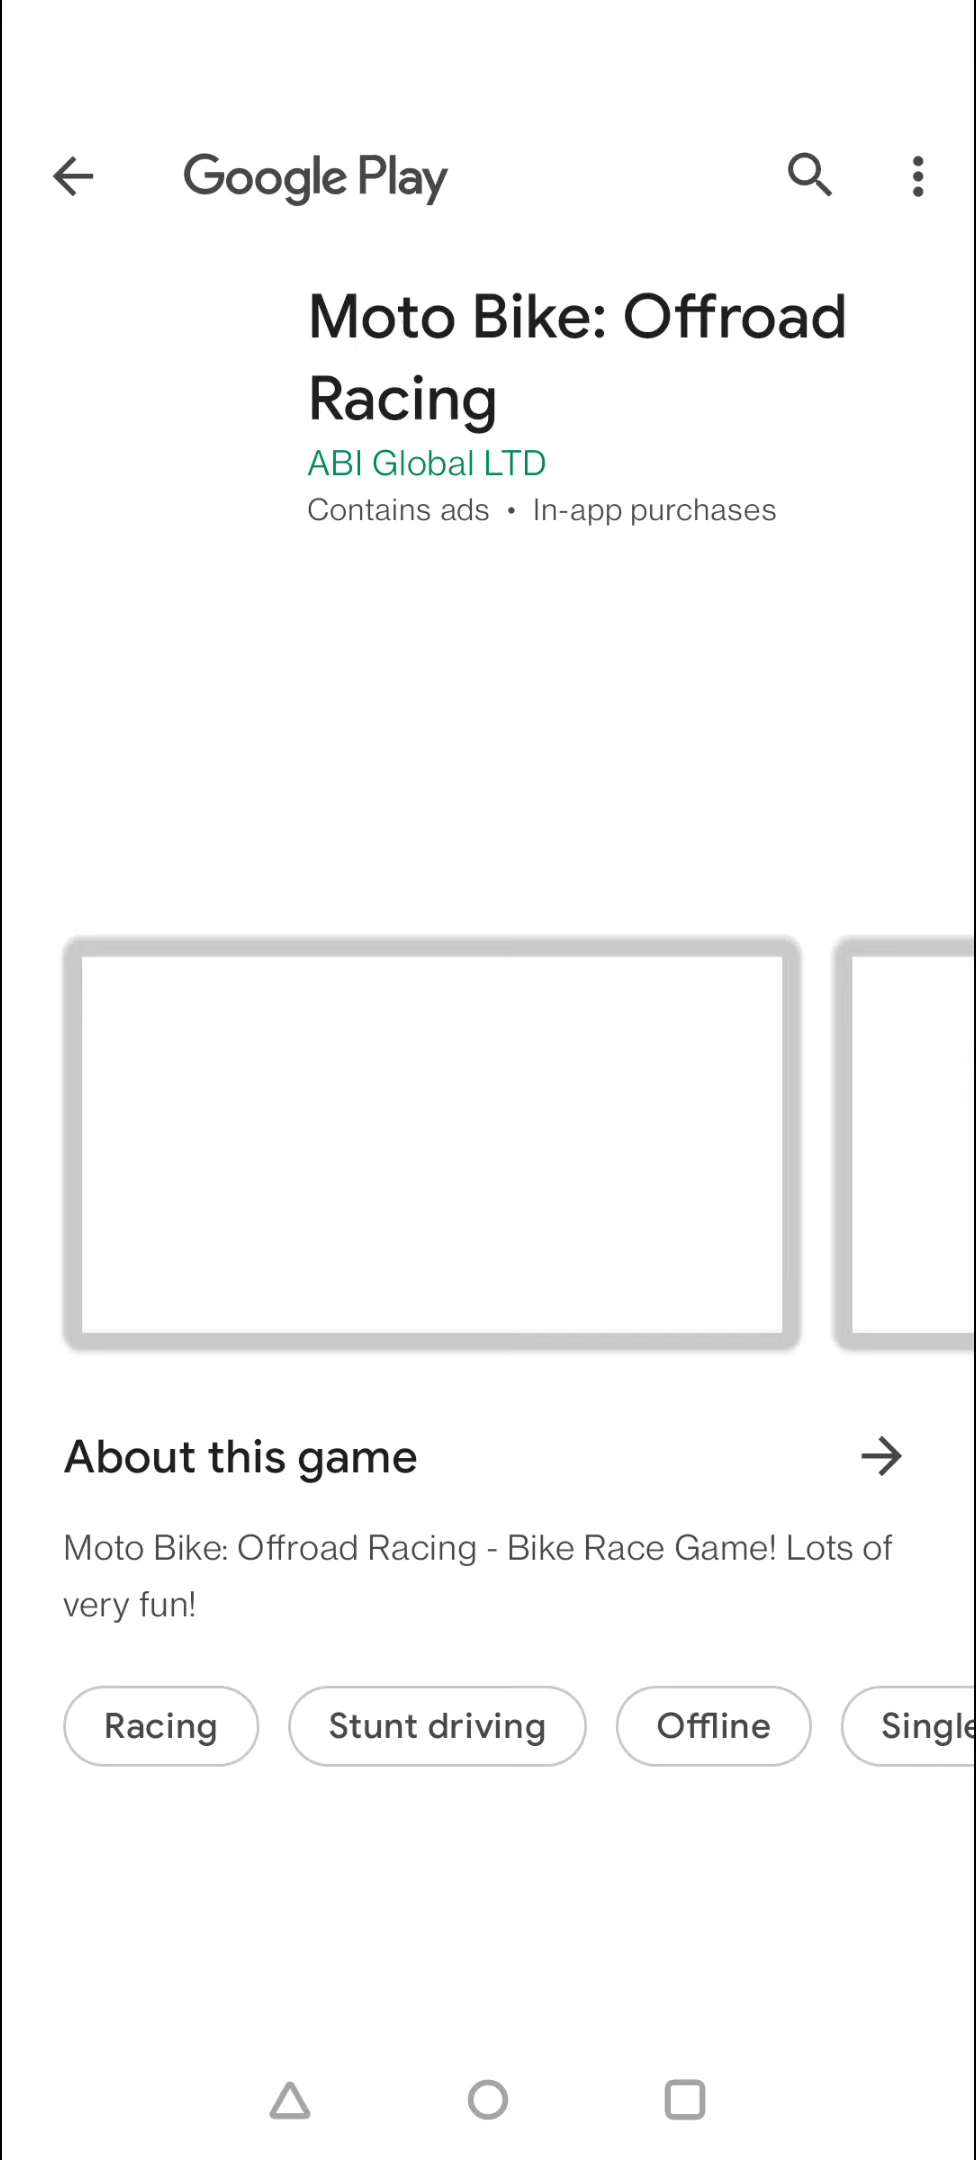 Google Play
Moto Bike: Offroad
Racing
ABI Global LTD
Contains ads • In-app purchases
About this game
Moto Bike: Offroad Racing - Bike Race Game! Lots of
very fun!
Racing
Stunt driving
Offline
Single